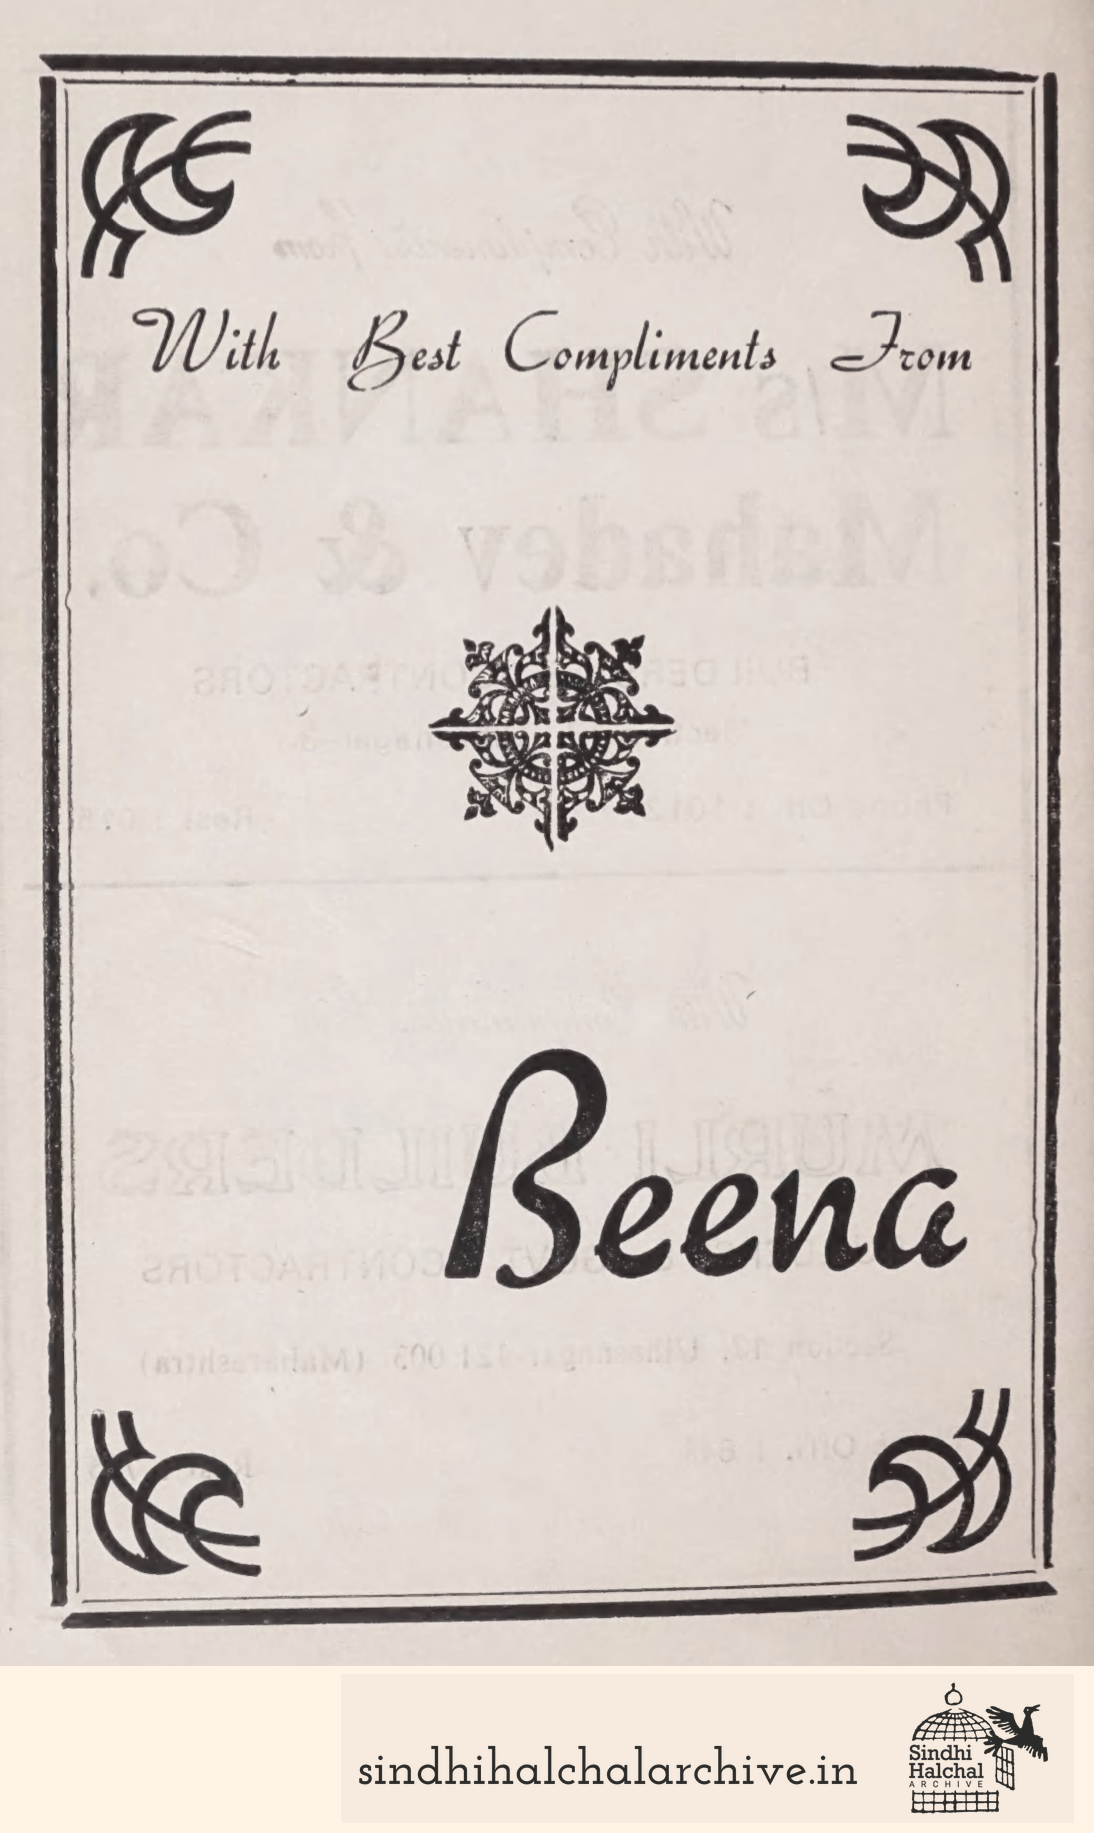 With Best Compliments From
Beena
sindhihalchalarchive.in
Sindhi
Halchal
ARCHIVE